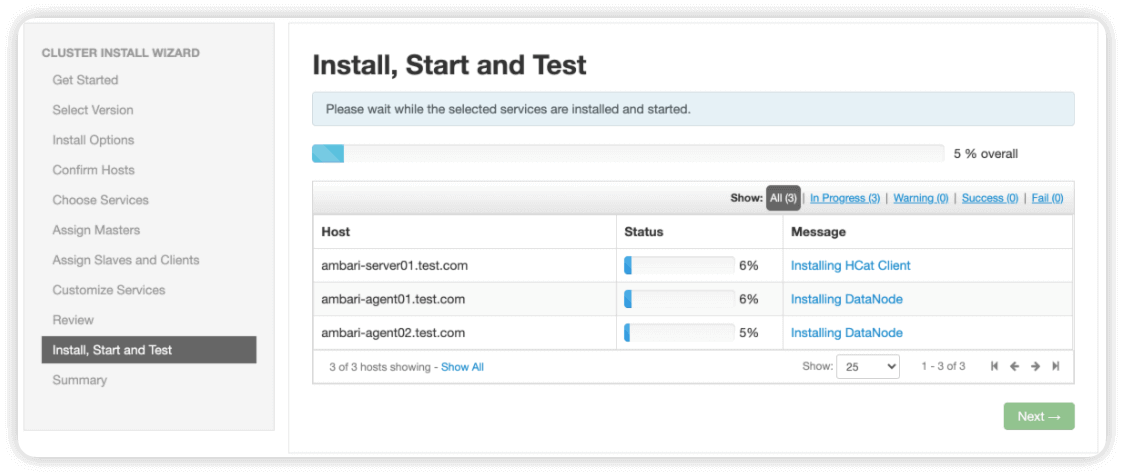 CLUSTER INSTALL WIZARD
Get Started
Select Version
Install Options
Confirm Hosts
Choose Services
Assign Masters
Assign Slaves and Clients
Customize Services
Review
Install, Start and Test
Summary
Install, Start and Test
Please wait while the selected services are installed and started.
5 % overall
Show: All (3) | In Progress (3) | Warning (0) | Success (0) | Fail (0)
Host Status Message
ambari-server01.test.com 6% Installing HCat Client
ambari-agent01.test.com 6% Installing DataNode
ambari-agent02.test.com 5% Installing DataNode
3 of 3 hosts showing - Show All Show: 25 1 - 3 of 3
Next →